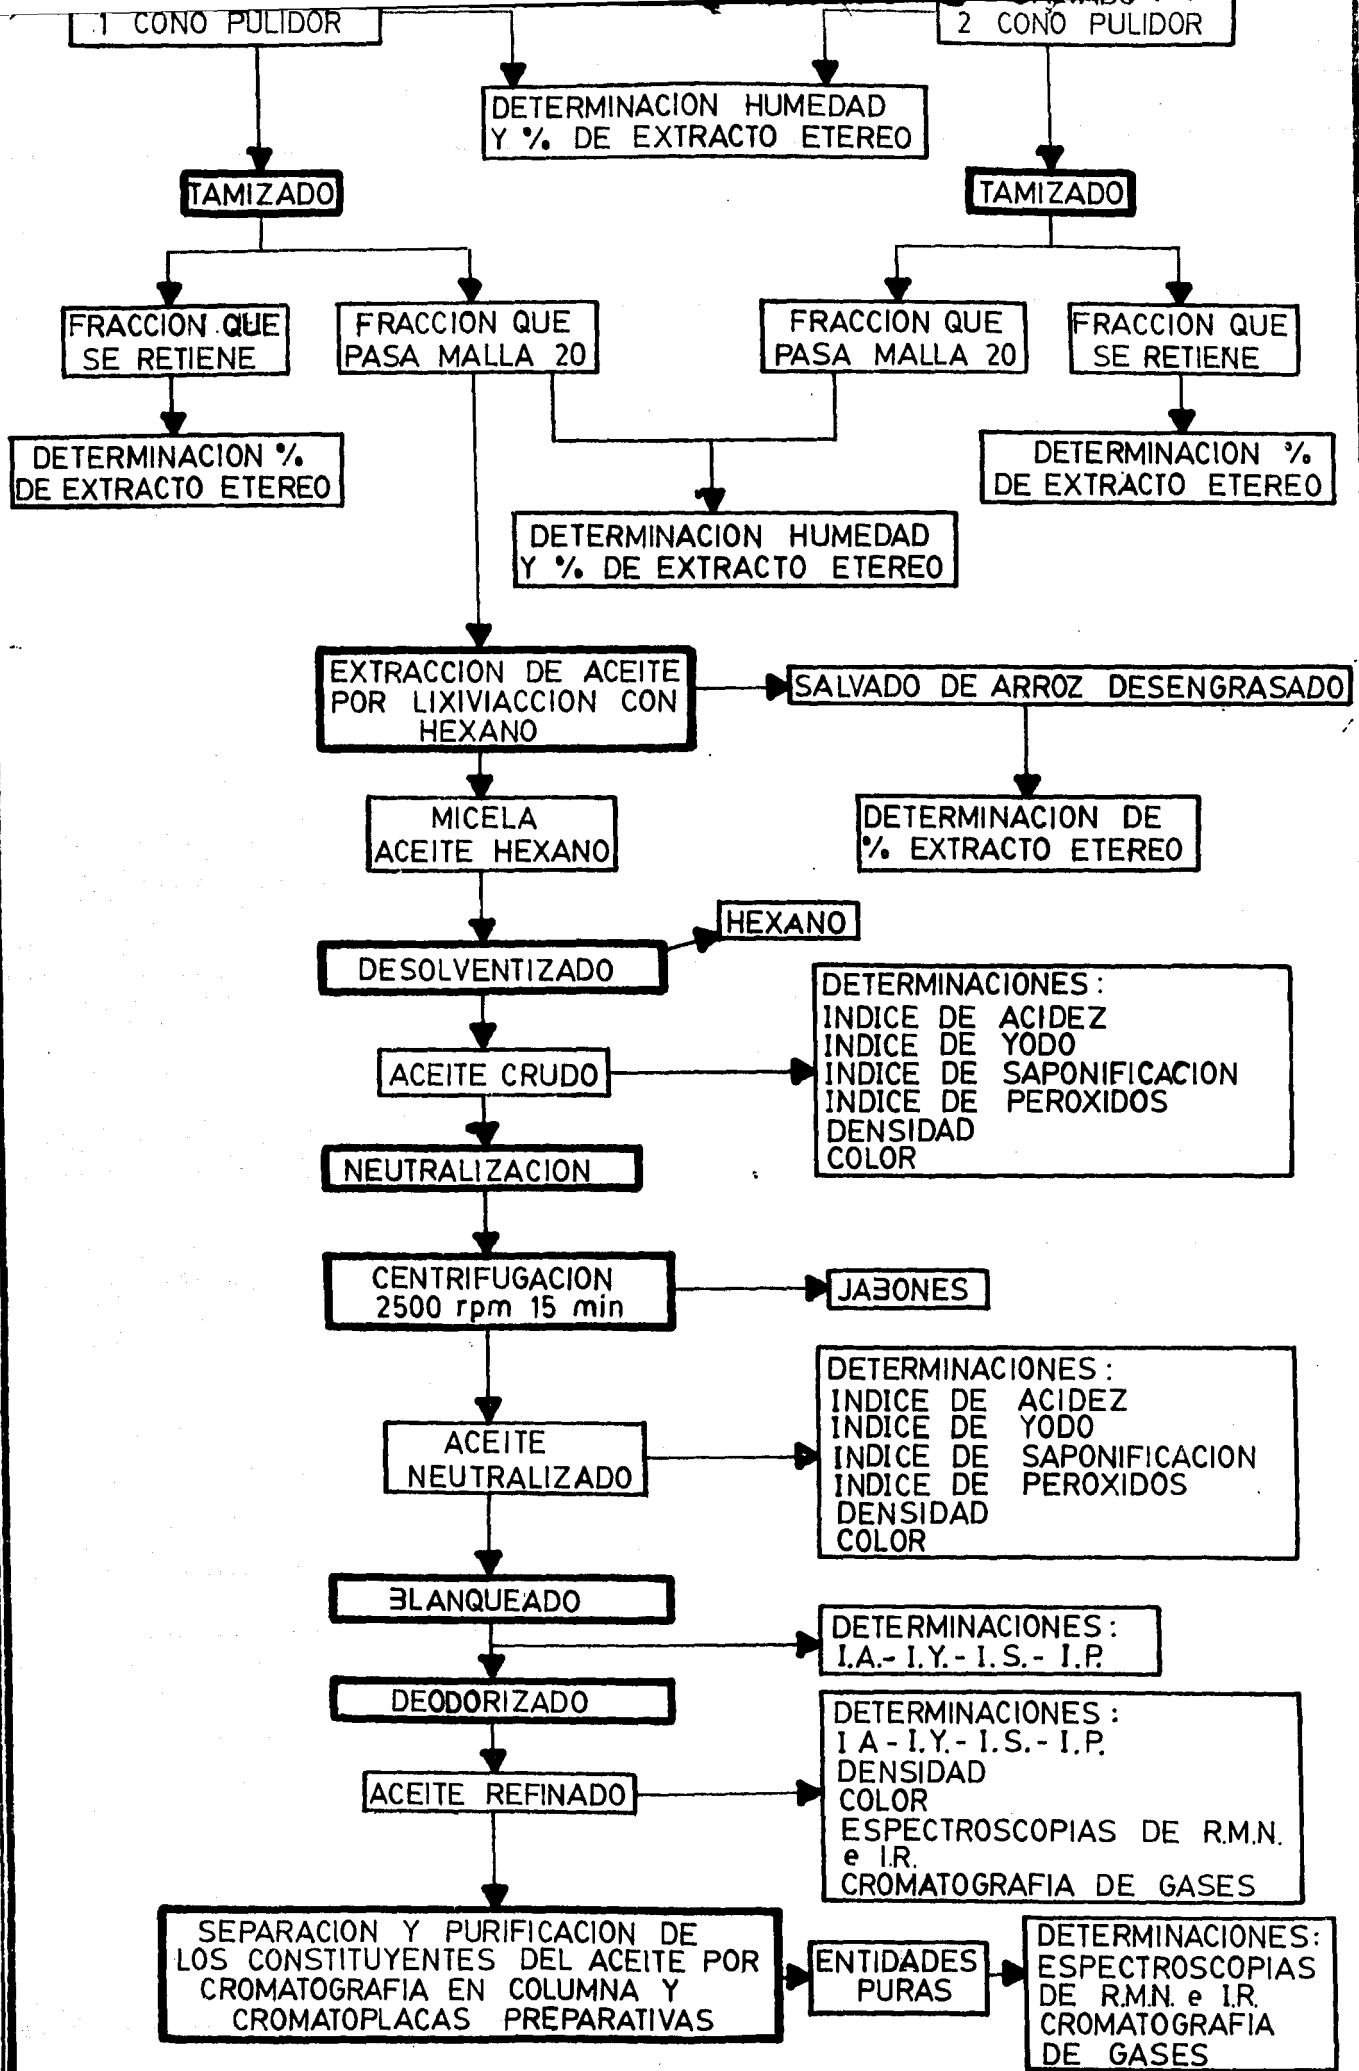 1 CONO PULIDOR
2 CONO PULIDOR
DETERMINACION HUMEDAD
Y % DE EXTRACTO ETEREO
TAMIZADO
TAMIZADO
FRACCION QUE
SE RETIENE
FRACCION QUE
PASA MALLA 20
FRACCION QUE
PASA MALLA 20
FRACCION QUE
SE RETIENE
DETERMINACION %
DE EXTRACTO ETEREO
DETERMINACION %
DE EXTRACTO ETEREO
DETERMINACION HUMEDAD
Y % DE EXTRACTO ETEREO
EXTRACCION DE ACEITE
POR LIXIVIACCION CON
HEXANO
SALVADO DE ARROZ DESENGRASADO
MICELA
ACEITE HEXANO
DETERMINACION DE
% EXTRACTO ETEREO
HEXANO
DESOLVENTIZADO
DETERMINACIONES:
INDICE DE ACIDEZ
INDICE DE YODO
INDICE DE SAPONIFICACION
INDICE DE PEROXIDOS
DENSIDAD
COLOR
ACEITE CRUDO
NEUTRALIZACION
CENTRIFUGACION
2500 rpm 15 min
JABONES
DETERMINACIONES:
INDICE DE ACIDEZ
INDICE DE YODO
INDICE DE SAPONIFICACION
INDICE DE PEROXIDOS
DENSIDAD
COLOR
ACEITE
NEUTRALIZADO
BLANQUEADO
DETERMINACIONES:
I.A.- I.Y.- I.S.- I.P.
DEODORIZADO
DETERMINACIONES:
I A - I.Y.- I.S.- I.P.
DENSIDAD
COLOR
ESPECTROSCOPIAS DE R.M.N.
e I.R.
CROMATOGRAFIA DE GASES
ACEITE REFINADO
SEPARACION Y PURIFICACION DE
LOS CONSTITUYENTES DEL ACEITE POR
CROMATOGRAFIA EN COLUMNA Y
CROMATOPLACAS PREPARATIVAS
ENTIDADES
PURAS
DETERMINACIONES:
ESPECTROSCOPIAS
DE R.M.N. e I.R.
CROMATOGRAFIA
DE GASES